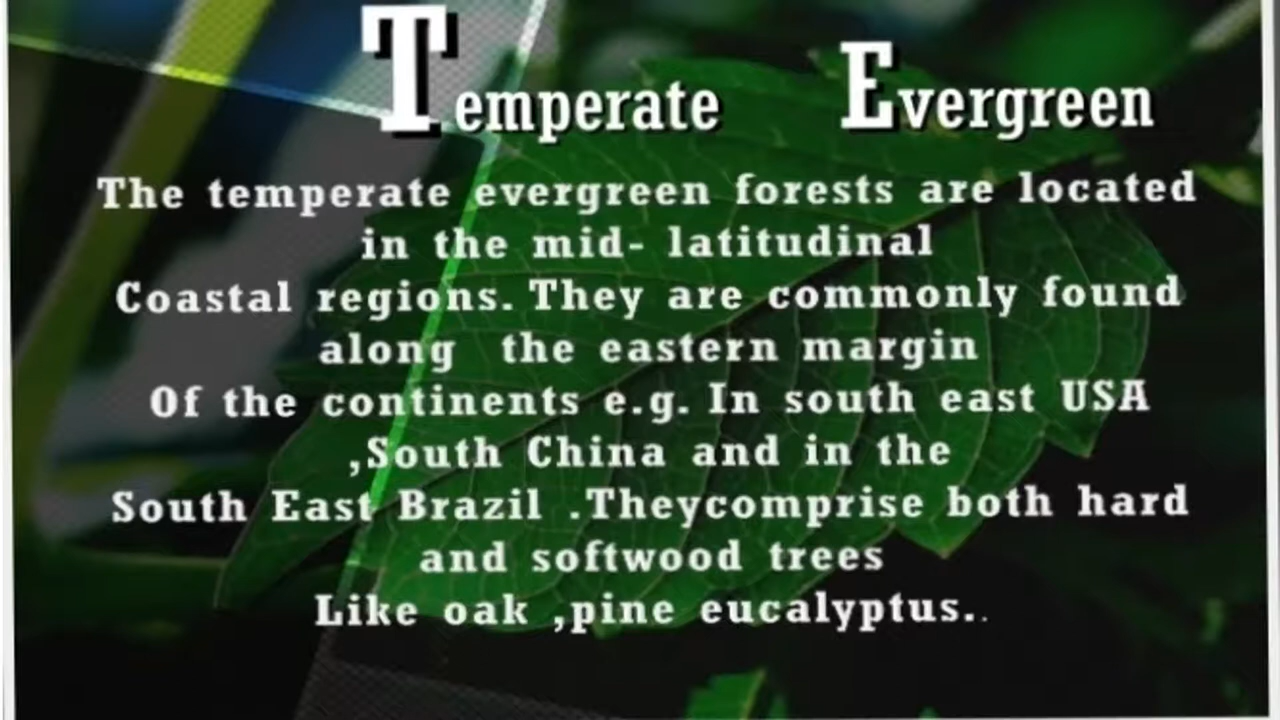 Temperate Evergreen
The temperate evergreen forests are located
in the mid- latitudinal
Coastal regions. They are commonly found
along the eastern margin
Of the continents e.g. In south east USA
,South China and in the
South East Brazil .Theycomprise both hard
and softwood trees
Like oak ,pine eucalyptus..